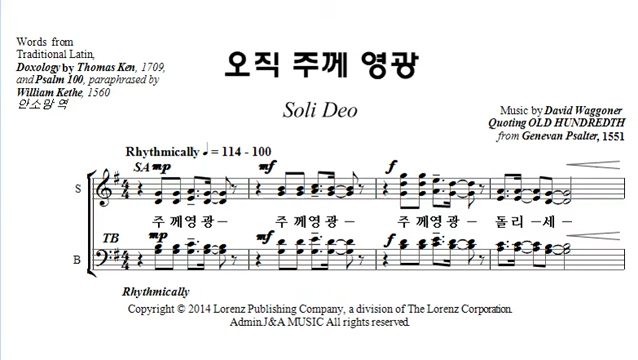 Words from
Traditional Latin,
Doxology by Thomas Ken, 1709,
and Psalm 100, paraphrased by
William Kethe, 1560
안소망 역
오직 주께 영광
Soli Deo
Music by David Waggoner
Quoting OLD HUNDREDTH
from Genevan Psalter, 1551
Rhythmically ♩ = 114 - 100
SA mp mf f
S
주 께영 광 – 주 께영 광 – 주 께영 광 – 돌 리 – 세 –
TB mp mf f
B
Rhythmically
Copyright © 2014 Lorenz Publishing Company, a division of The Lorenz Corporation.
Admin.J&A MUSIC All rights reserved.